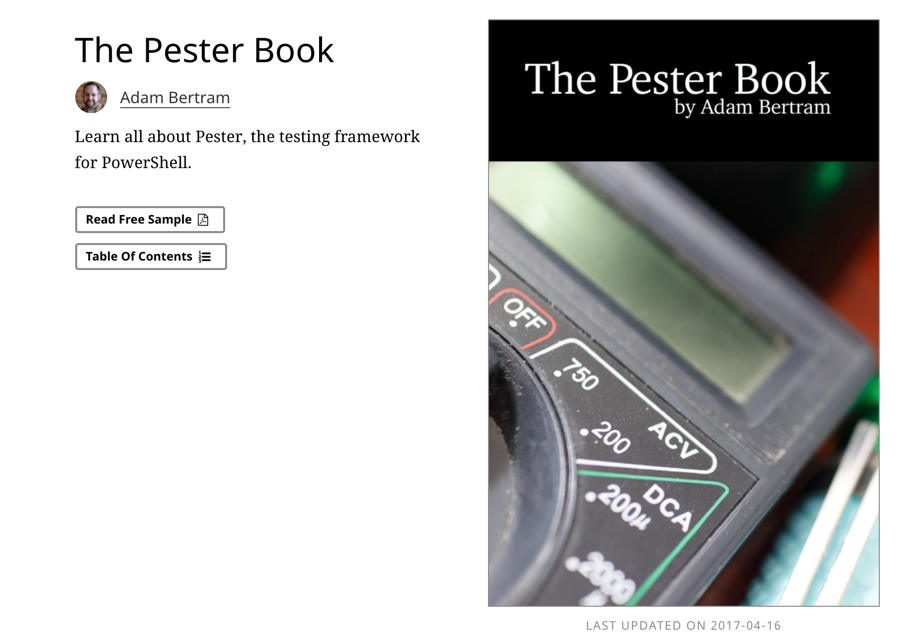 The Pester Book
Adam Bertram
Learn all about Pester, the testing framework
for PowerShell.
Read Free Sample
Table Of Contents
The Pester Book
by Adam Bertram
OFF
750
200
ACV
DCA
200µ
2000
LAST UPDATED ON 2017-04-16